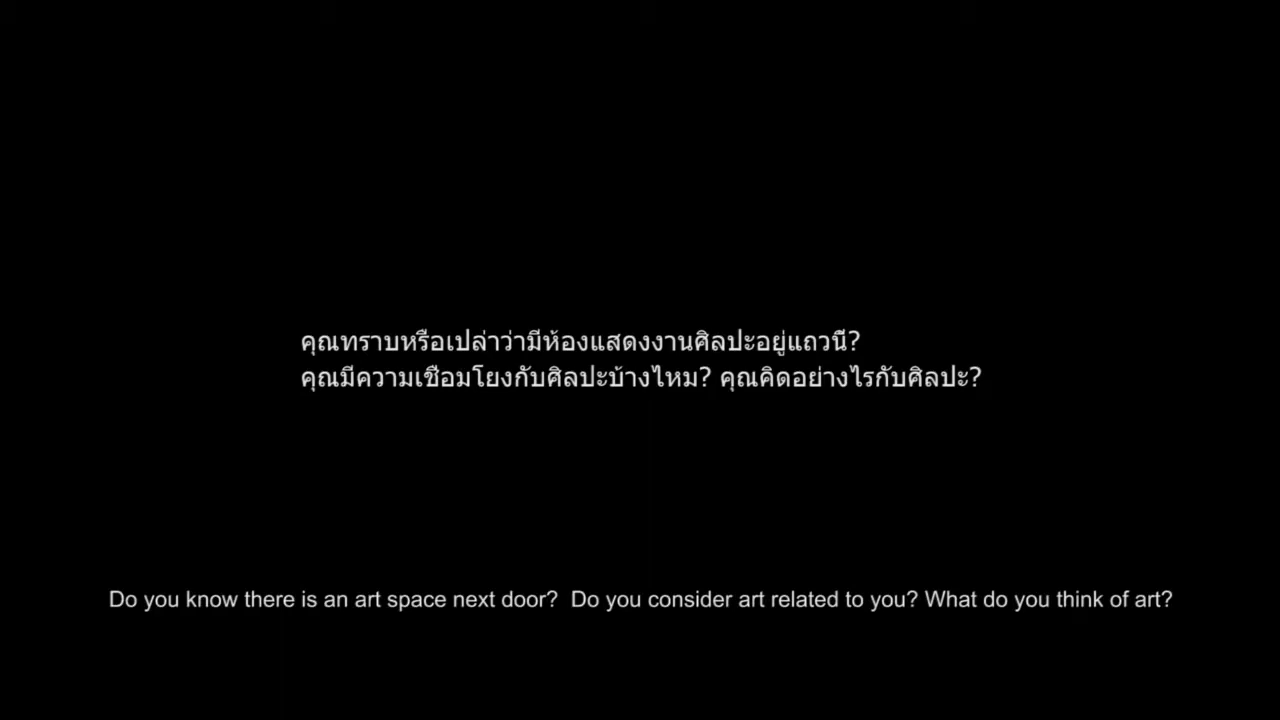 คุณทราบหรือเปล่าว่ามีห้องแสดงงานศิลปะอยู่แถวนี้?
คุณมีความเชื่อมโยงกับศิลปะบ้างไหม? คุณคิดอย่างไรกับศิลปะ?
Do you know there is an art space next door?  Do you consider art related to you? What do you think of art?